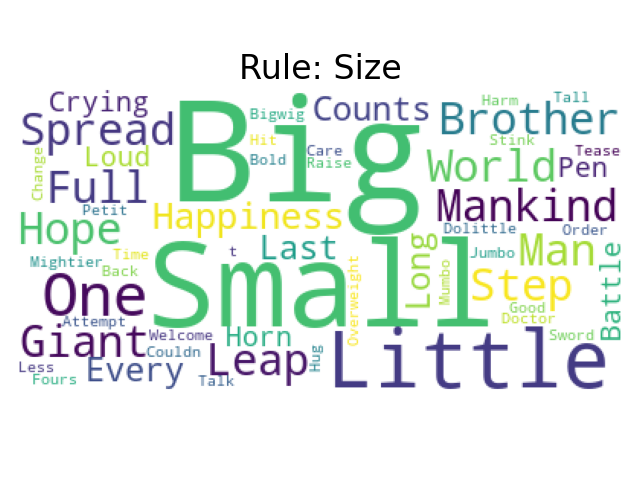 Rule: Size
Crying
Spread
Big
Bigwig
Counts
Brother
Harm
Tall
Change
Loud
Hit
Bold
Care
Raise
Stink
World
Pen
Tease
Full
Petit
Happiness
Mankind
Hope
Dolittle
Order
Mightier
Time
Back
t
Last
Small
Overweight
Long
Mumbo
Jumbo
Man
Step
Battle
One
Attempt
Good
Doctor
Giant
Welcome
Couldn
Horn
Hug
Little
Sword
Less
Fours
Every
Talk
Leap